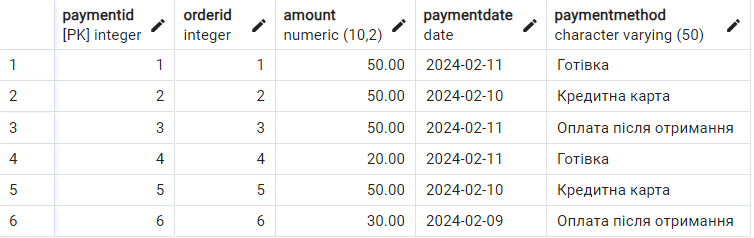 paymentid orderid amount paymentdate paymentmethod
[PK] integer integer numeric (10,2) date character varying (50)
1 1 1 50.00 2024-02-11 Готівка
2 2 2 50.00 2024-02-10 Кредитна карта
3 3 3 50.00 2024-02-11 Оплата після отримання
4 4 4 20.00 2024-02-11 Готівка
5 5 5 50.00 2024-02-10 Кредитна карта
6 6 6 30.00 2024-02-09 Оплата після отримання